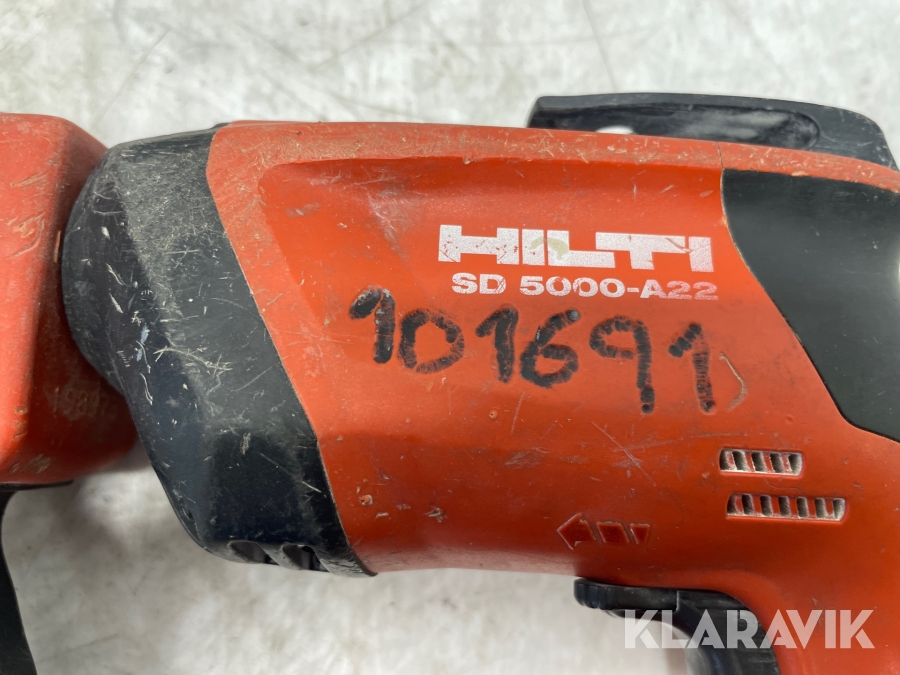 HILTI
SD 5000-A22
101691
KLARAVIK